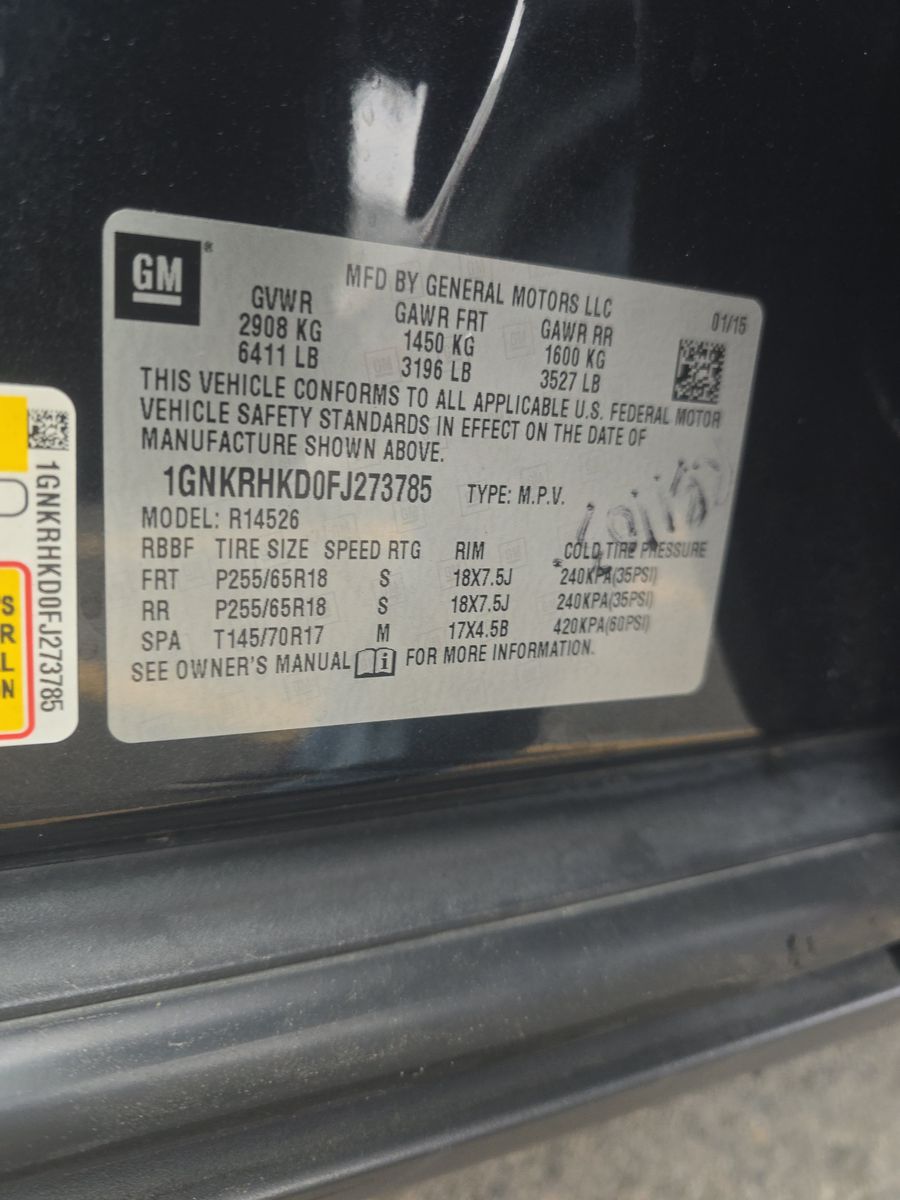 GM
MFD BY GENERAL MOTORS LLC
01/15
GVWR GAWR FRT GAWR RR
2908 KG 1450 KG 1600 KG
6411 LB 3196 LB 3527 LB
THIS VEHICLE CONFORMS TO ALL APPLICABLE U.S. FEDERAL MOTOR
VEHICLE SAFETY STANDARDS IN EFFECT ON THE DATE OF
MANUFACTURE SHOWN ABOVE.
1GNKRHKD0FJ273785 TYPE: M.P.V.
MODEL: R14526
RBBF TIRE SIZE SPEED RTG RIM COLD TIRE PRESSURE
FRT P255/65R18 S 18X7.5J 240KPA(35PSI)
RR P255/65R18 S 18X7.5J 240KPA(35PSI)
SPA T145/70R17 M 17X4.5B 420KPA(60PSI)
SEE OWNER'S MANUAL FOR MORE INFORMATION.
1GNKRHKD0FJ273785